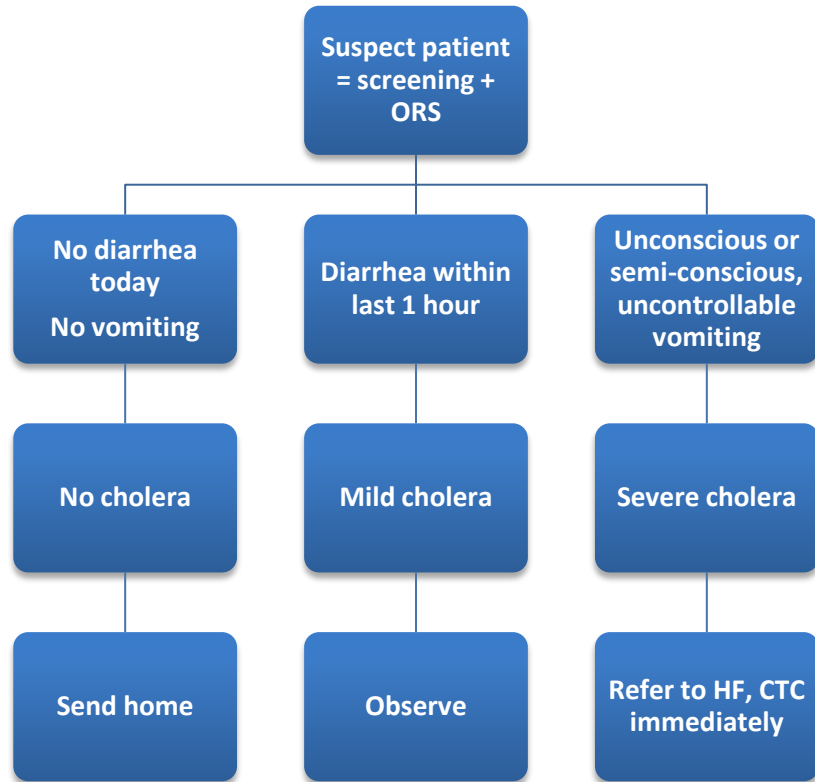 Suspect patient
= screening +
ORS
No diarrhea
today
No vomiting
Diarrhea within
last 1 hour
Unconscious or
semi-conscious,
uncontrollable
vomiting
No cholera
Mild cholera
Severe cholera
Send home
Observe
Refer to HF, CTC
immediately